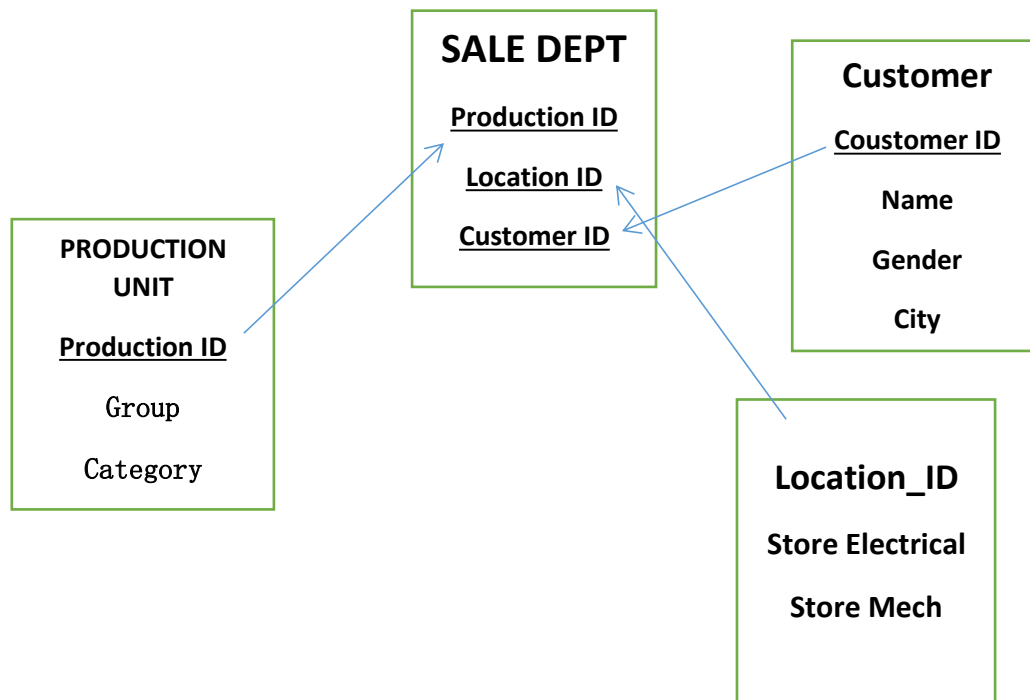 SALE DEPT
Production ID
Location ID
Customer ID
Customer
Coustomer ID
Name
Gender
City
PRODUCTION
UNIT
Production ID
Group
Category
Location_ID
Store Electrical
Store Mech